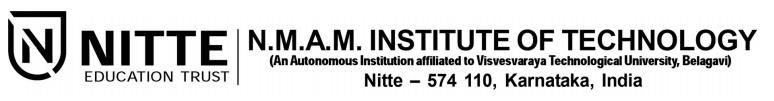 N
NITTE
EDUCATION TRUST
N.M.A.M. INSTITUTE OF TECHNOLOGY
(An Autonomous Institution affiliated to Visvesvaraya Technological University, Belagavi)
Nitte – 574 110, Karnataka, India